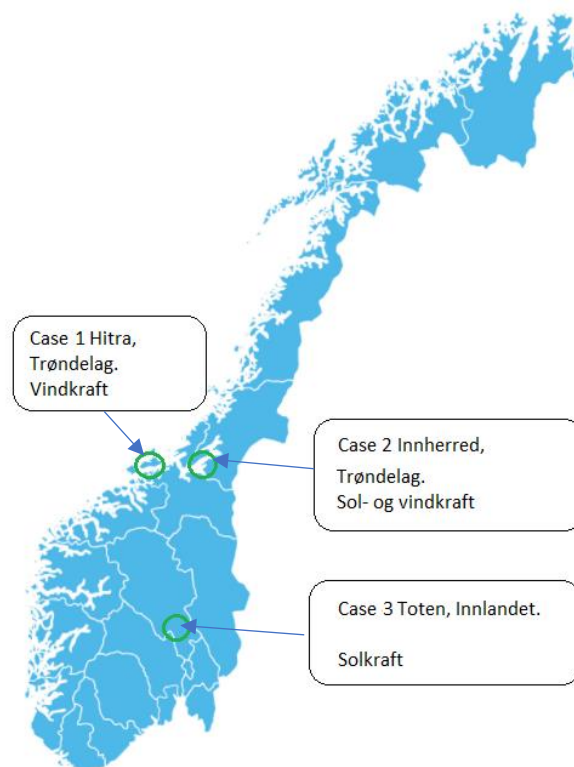 Case 1 Hitra,
Trøndelag.
Vindkraft
Case 2 Innherred,
Trøndelag.
Sol- og vindkraft
Case 3 Toten, Innlandet.
Solkraft